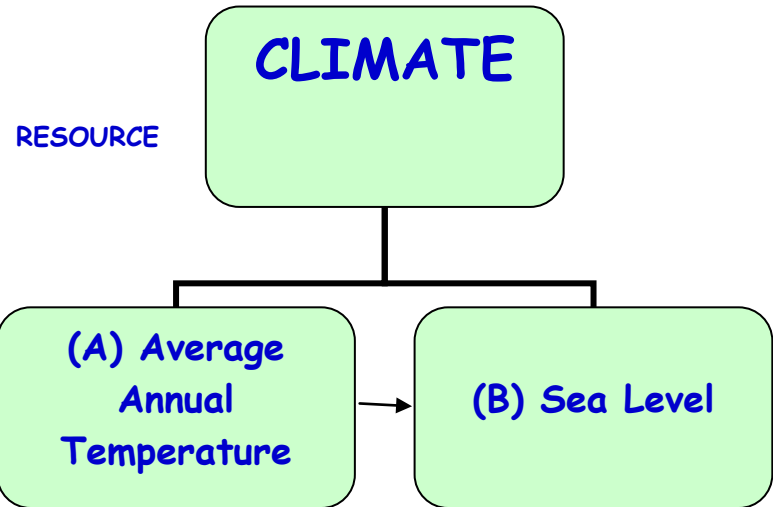 CLIMATE
RESOURCE
(A) Average
Annual
Temperature
(B) Sea Level